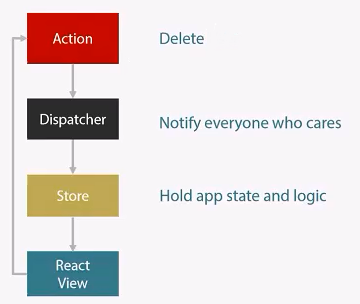 Action
Delete
Dispatcher
Notify everyone who cares
Store
Hold app state and logic
React
View